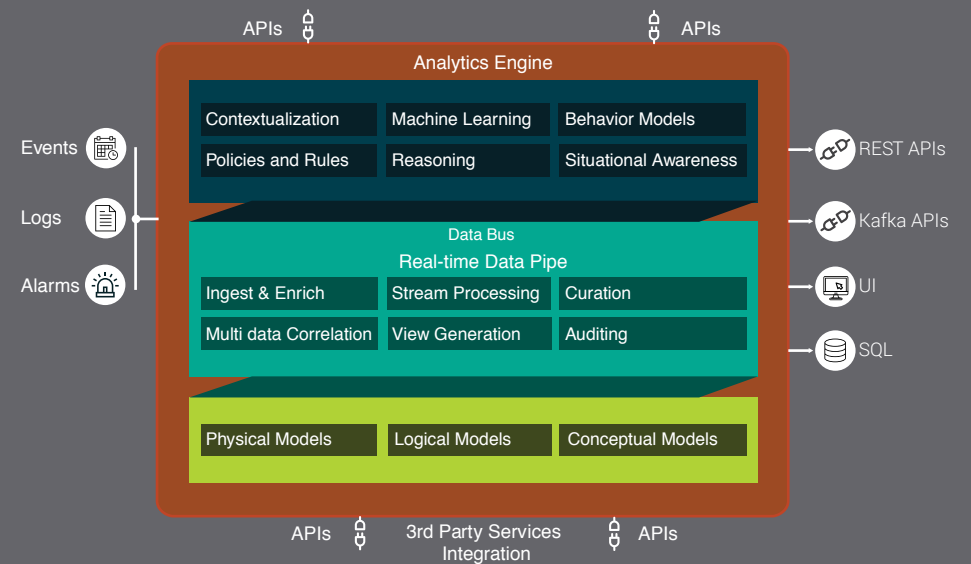 APIs
APIs
Analytics Engine
Contextualization
Machine Learning
Behavior Models
Policies and Rules
Reasoning
Situational Awareness
Events
Logs
Alarms
Data Bus
Real-time Data Pipe
Ingest & Enrich
Stream Processing
Curation
Multi data Correlation
View Generation
Auditing
Physical Models
Logical Models
Conceptual Models
REST APIs
Kafka APIs
UI
SQL
APIs
3rd Party Services
Integration
APIs